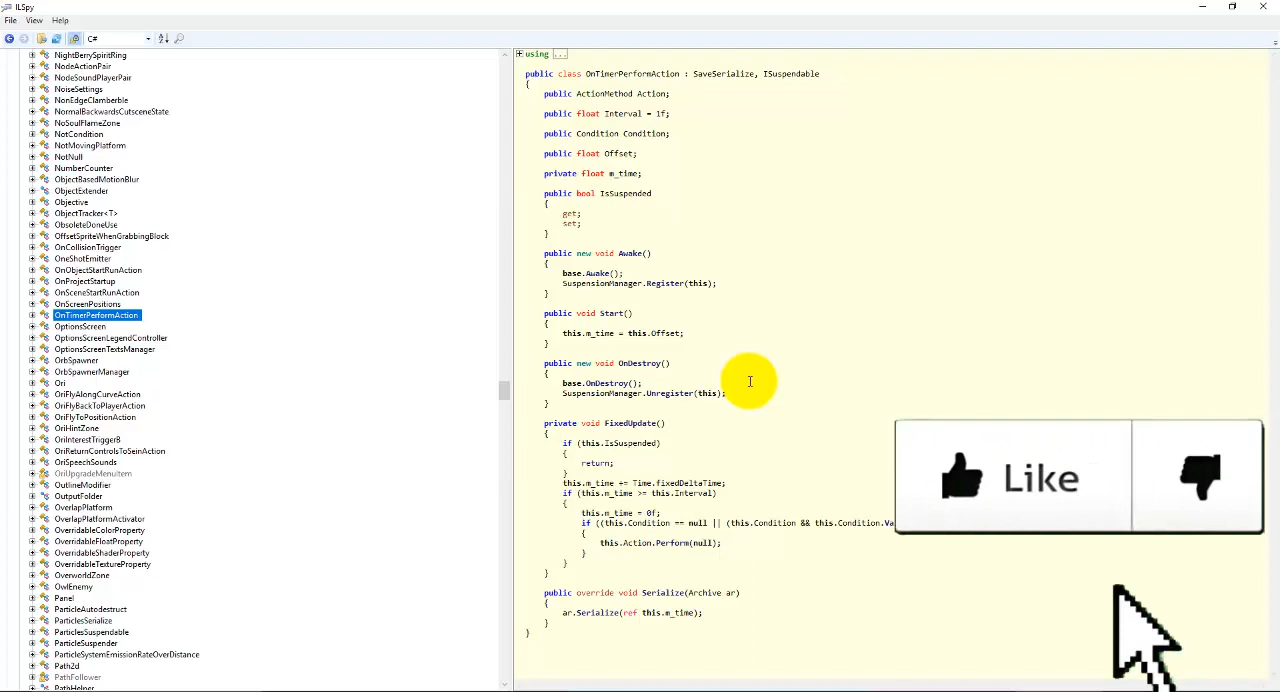 ILSpy
File View Help
C#
NightBerrySpiritRing
NodeActionPair
NodeSoundPlayerPair
NoiseSettings
NonEdgeClamberble
NormalBackwardsCutsceneState
NoSoulFlameZone
NotCondition
NotMovingPlatform
NotNull
NumberCounter
ObjectBasedMotionBlur
ObjectExtender
Objective
ObjectTracker<T>
ObsoleteDoneUse
OffsetSpriteWhenGrabbingBlock
OnCollisionTrigger
OneShotEmitter
OnObjectStartRunAction
OnProjectStartup
OnSceneStartRunAction
OnScreenPositions
OnTimerPerformAction
OptionsScreen
OptionsScreenLegendController
OptionsScreenTextsManager
OrbSpawner
OrbSpawnerManager
Ori
OriFlyAlongCurveAction
OriFlyBackToPlayerAction
OriFlyToPositionAction
OriHintZone
OriInterestTriggerB
OriReturnControlsToSeinAction
OriSpeechSounds
OriUpgradeMenuItem
OutlineModifier
OutputFolder
OverlapPlatform
OverlapPlatformActivator
OverridableColorProperty
OverridableFloatProperty
OverridableShaderProperty
OverridableTextureProperty
OverworldZone
OwlEnemy
Panel
ParticleAutodestruct
ParticlesSerialize
ParticlesSuspendable
ParticleSuspender
ParticleSystemEmissionRateOverDistance
Path2d
PathFollower
PathHelper
using ...
public class OnTimerPerformAction : SaveSerialize, ISuspendable
{
public ActionMethod Action;
public float Interval = 1f;
public Condition Condition;
public float Offset;
private float m_time;
public bool IsSuspended
{
get;
set;
}
public new void Awake()
{
base.Awake();
SuspensionManager.Register(this);
}
public void Start()
{
this.m_time = this.Offset;
}
public new void OnDestroy()
{
base.OnDestroy();
SuspensionManager.Unregister(this);
}
private void FixedUpdate()
{
if (this.IsSuspended)
{
return;
}
this.m_time += Time.fixedDeltaTime;
if (this.m_time >= this.Interval)
{
this.m_time = 0f;
if ((this.Condition == null || (this.Condition && this.Condition.Va
{
this.Action.Perform(null);
}
}
}
public override void Serialize(Archive ar)
{
ar.Serialize(ref this.m_time);
}
}
Like